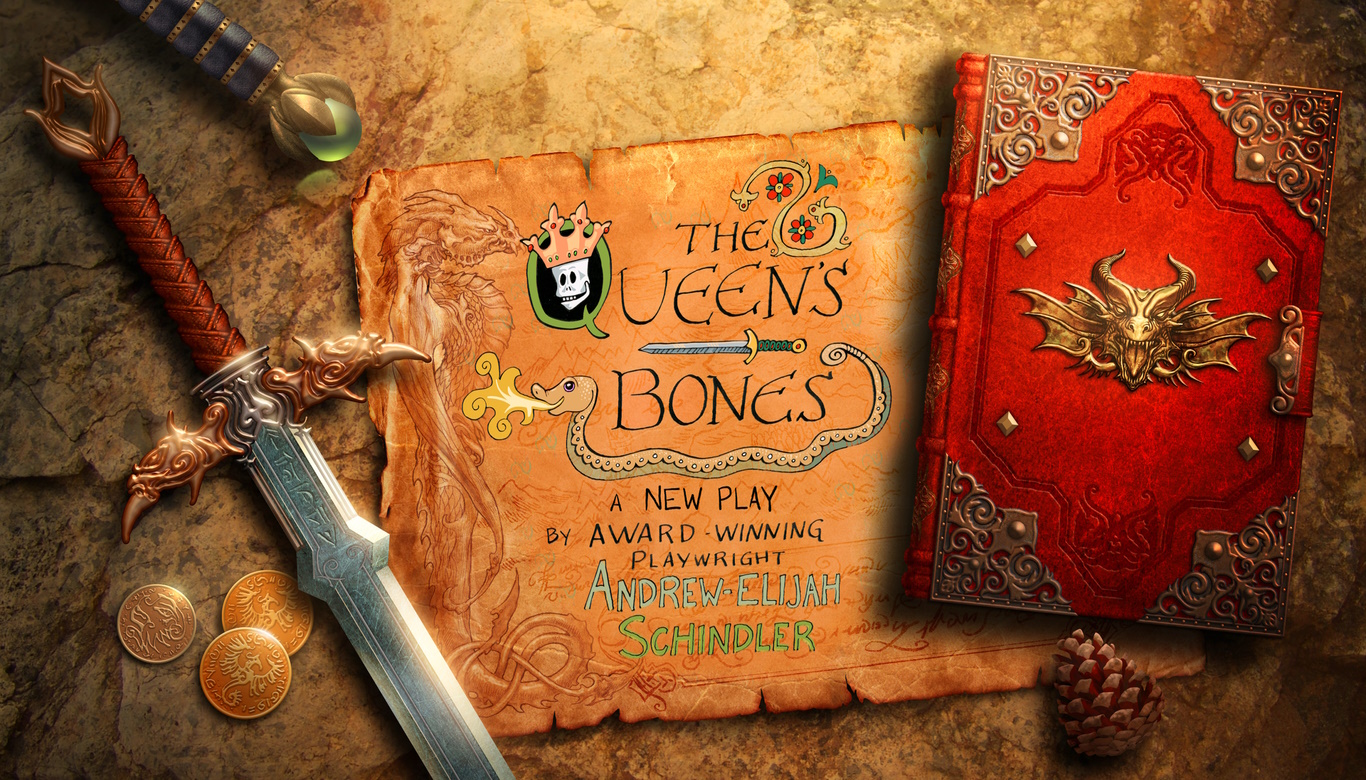 THE
QUEEN'S
BONES
A NEW PLAY
BY AWARD-WINNING
PLAYWRIGHT
ANDREW-ELIJAH
SCHINDLER